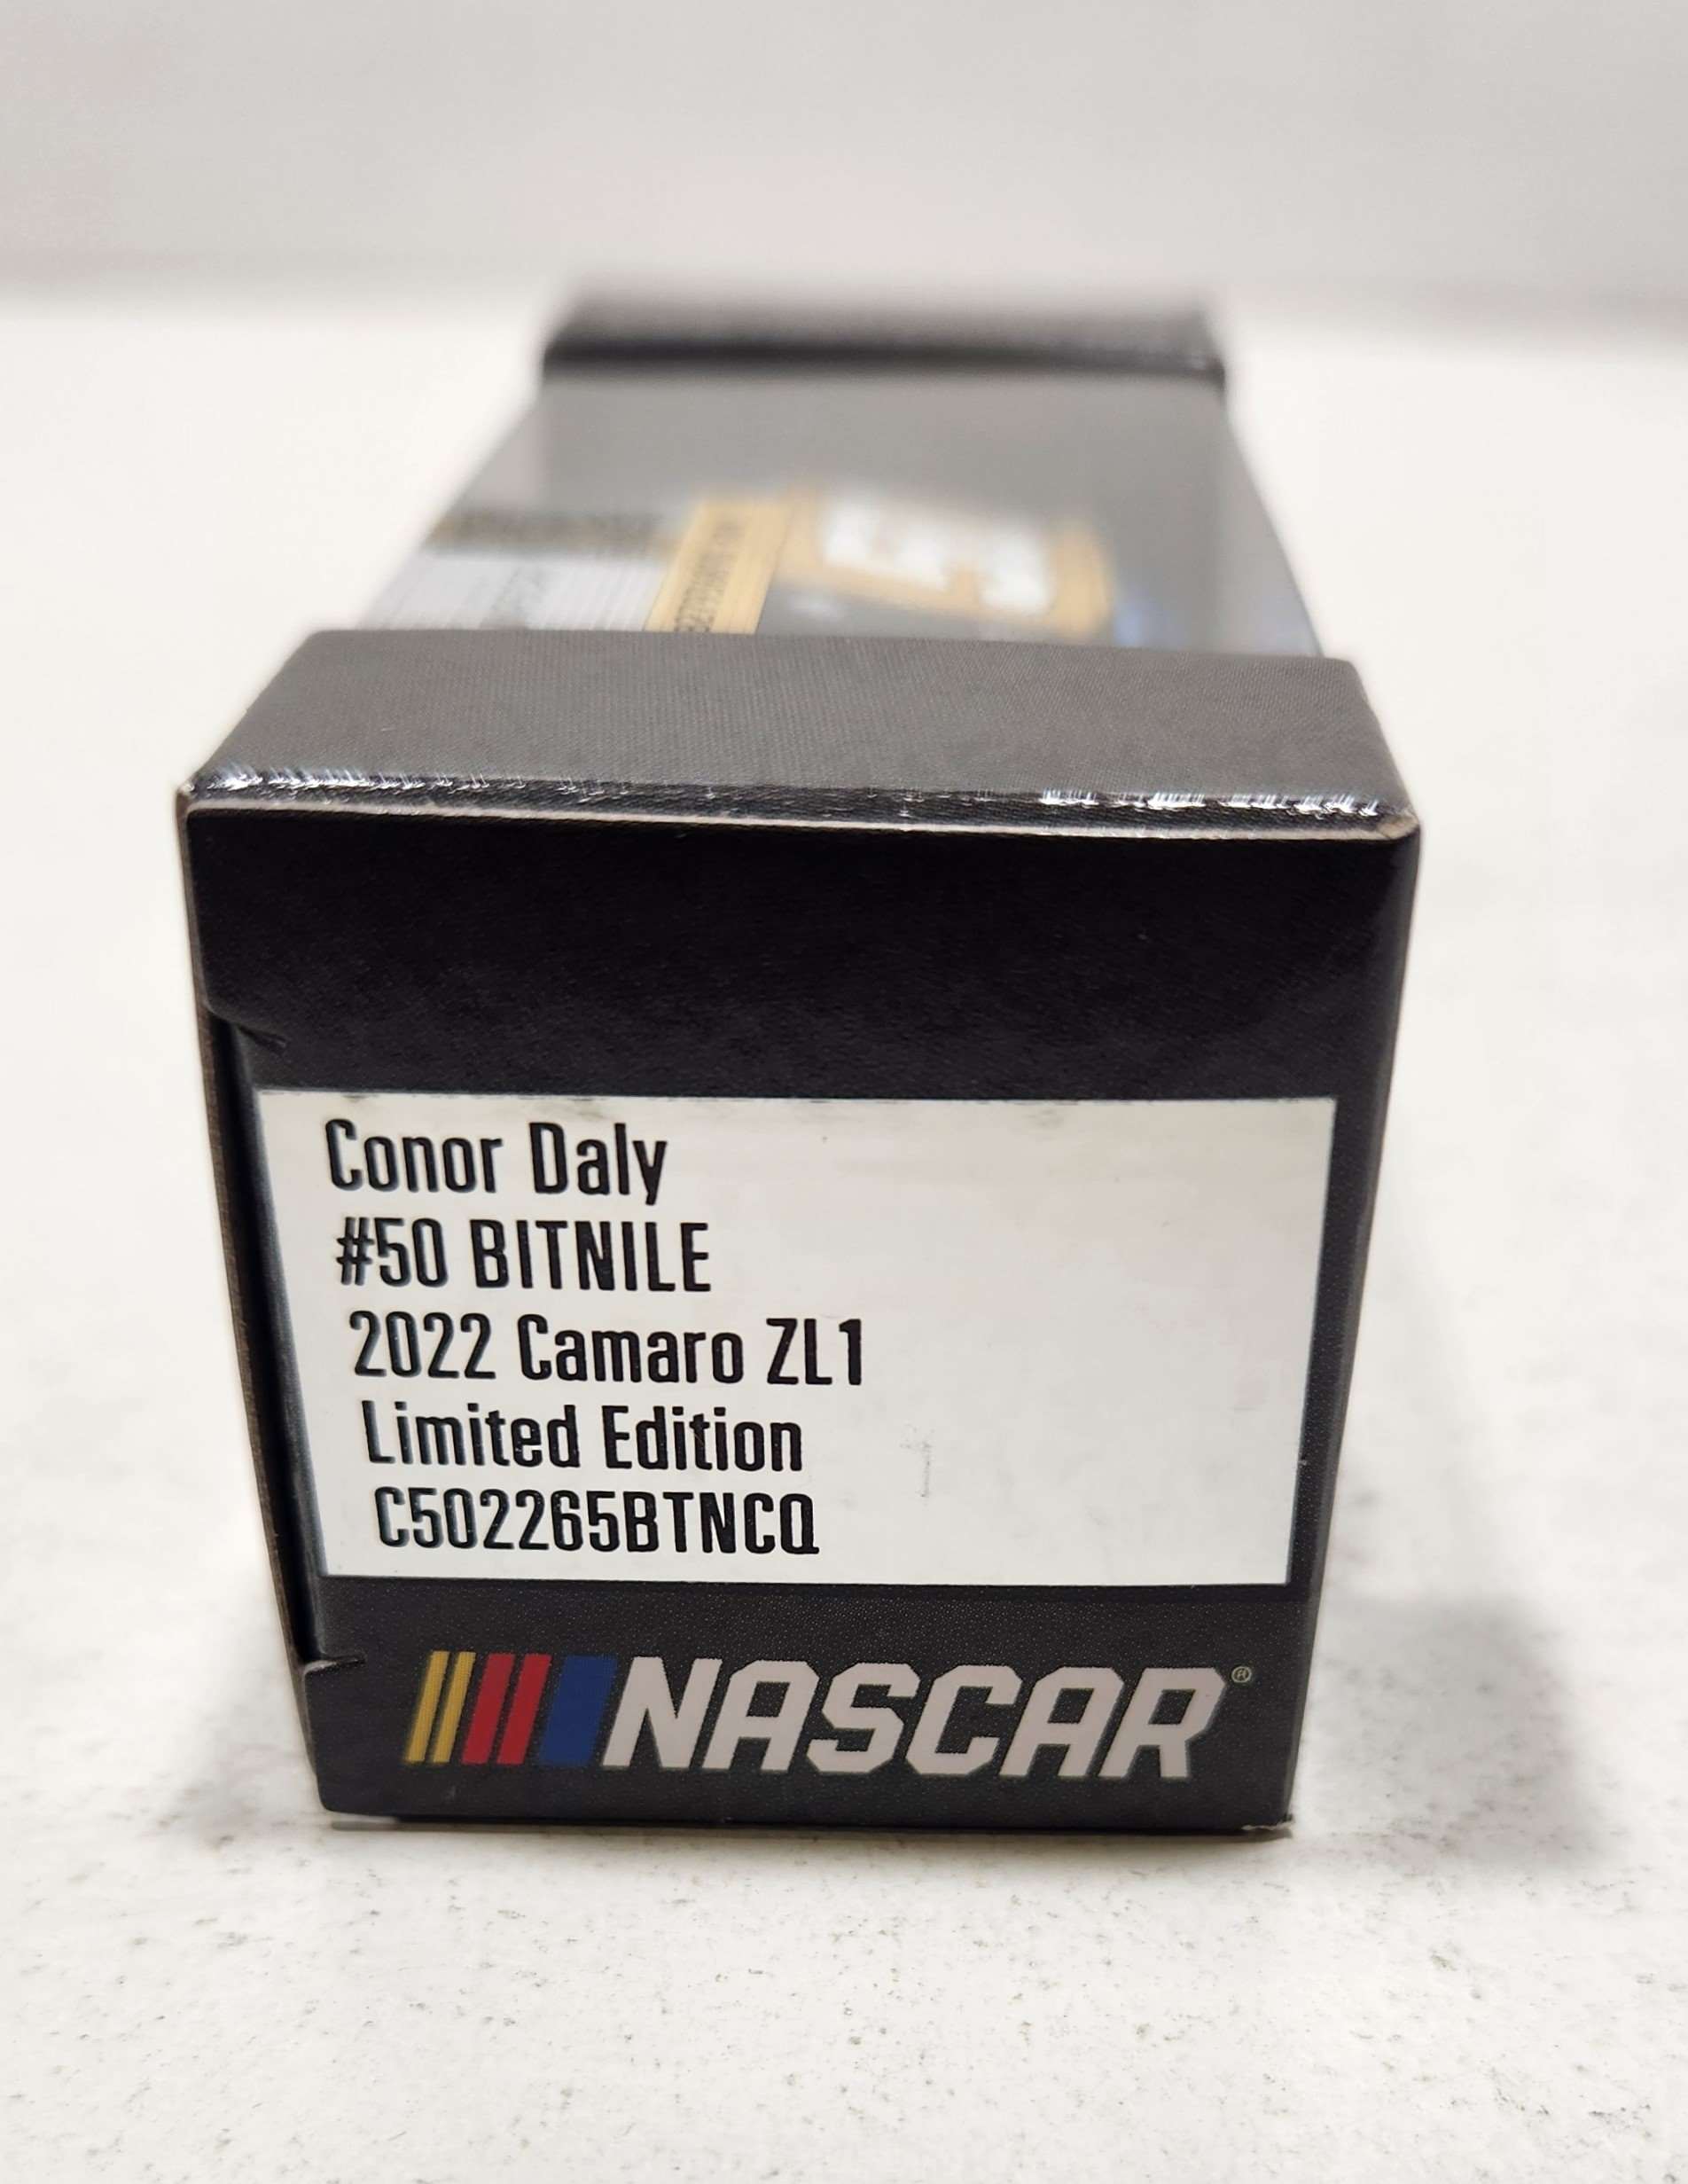 Conor Daly
#50 BITNILE
2022 Camaro ZL1
Limited Edition
C502265BTNCQ
NASCAR®